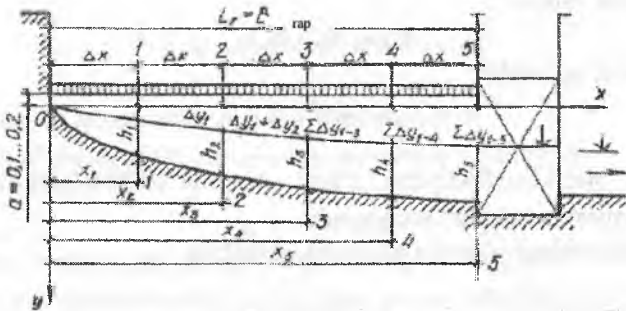 Lг = ℓгар
1 2 3 4 5
Δx Δx Δx Δx Δx
x
0
Δy₁ Δy₁+Δy₂ ΣΔy₁₋₃ ΣΔy₁₋₄ ΣΔy₁₋₅
h₁ h₂ h₃ h₄ h₅
a=0,1...0,2
x₁ 1
x₂ 2
x₃ 3
x₄ 4
x₅ 5
y